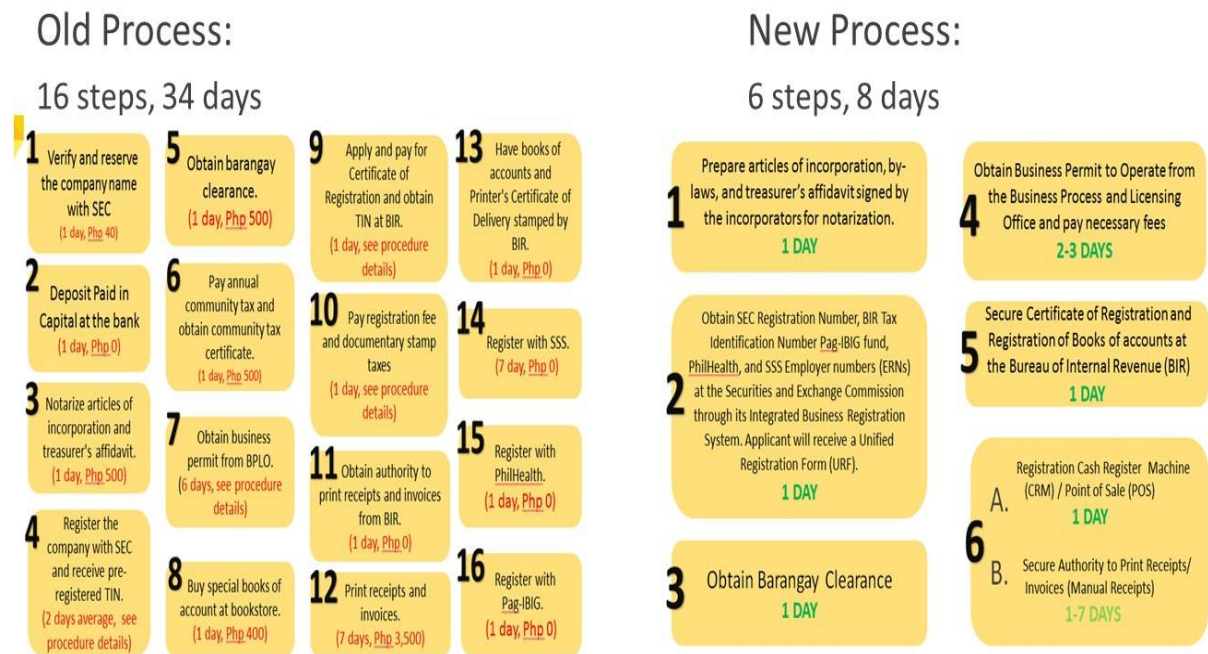 Old Process:
16 steps, 34 days
1
Verify and reserve
the company name
with SEC
(1 day, Php 40)
2
Deposit Paid in
Capital at the bank
(1 day, Php 0)
3
Notarize articles of
incorporation and
treasurer's affidavit.
(1 day, Php 500)
4
Register the
company with SEC
and receive pre-
registered TIN.
(2 days average, see
procedure details)
5
Obtain barangay
clearance.
(1 day, Php 500)
6
Pay annual
community tax and
obtain community tax
certificate.
(1 day, Php 500)
7
Obtain business
permit from BPLO.
(6 days, see procedure
details)
8
Buy special books of
account at bookstore.
(1 day, Php 400)
9
Apply and pay for
Certificate of
Registration and obtain
TIN at BIR.
(1 day, see procedure
details)
10
Pay registration fee
and documentary stamp
taxes
(1 day, see procedure
details)
11
Obtain authority to
print receipts and invoices
from BIR.
(1 day, Php 0)
12
Print receipts and
invoices.
(7 days, Php 3,500)
13
Have books of
accounts and
Printer's Certificate of
Delivery stamped by
BIR.
(1 day, Php 0)
14
Register with SSS.
(7 day, Php 0)
15
Register with
PhilHealth.
(1 day, Php 0)
16
Register with
Pag-IBIG.
(1 day, Php 0)
New Process:
6 steps, 8 days
1
Prepare articles of incorporation, by-
laws, and treasurer's affidavit signed by
the incorporators for notarization.
1 DAY
2
Obtain SEC Registration Number, BIR Tax
Identification Number Pag-IBIG fund,
PhilHealth, and SSS Employer numbers (ERNs)
at the Securities and Exchange Commission
through its Integrated Business Registration
System. Applicant will receive a Unified
Registration Form (URF).
1 DAY
3
Obtain Barangay Clearance
1 DAY
4
Obtain Business Permit to Operate from
the Business Process and Licensing
Office and pay necessary fees
2-3 DAYS
5
Secure Certificate of Registration and
Registration of Books of accounts at
the Bureau of Internal Revenue (BIR)
1 DAY
6
A.
Registration Cash Register Machine
(CRM) / Point of Sale (POS)
1 DAY
B.
Secure Authority to Print Receipts/
Invoices (Manual Receipts)
1-7 DAYS